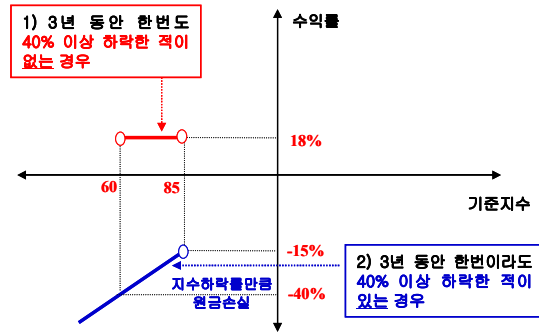 1) 3년 동안 한번도
40% 이상 하락한 적이
없는 경우
수익률
18%
60
85
기준지수
-15%
지수하락률만큼
원금손실
-40%
2) 3년 동안 한번이라도
40% 이상 하락한 적이
있는 경우